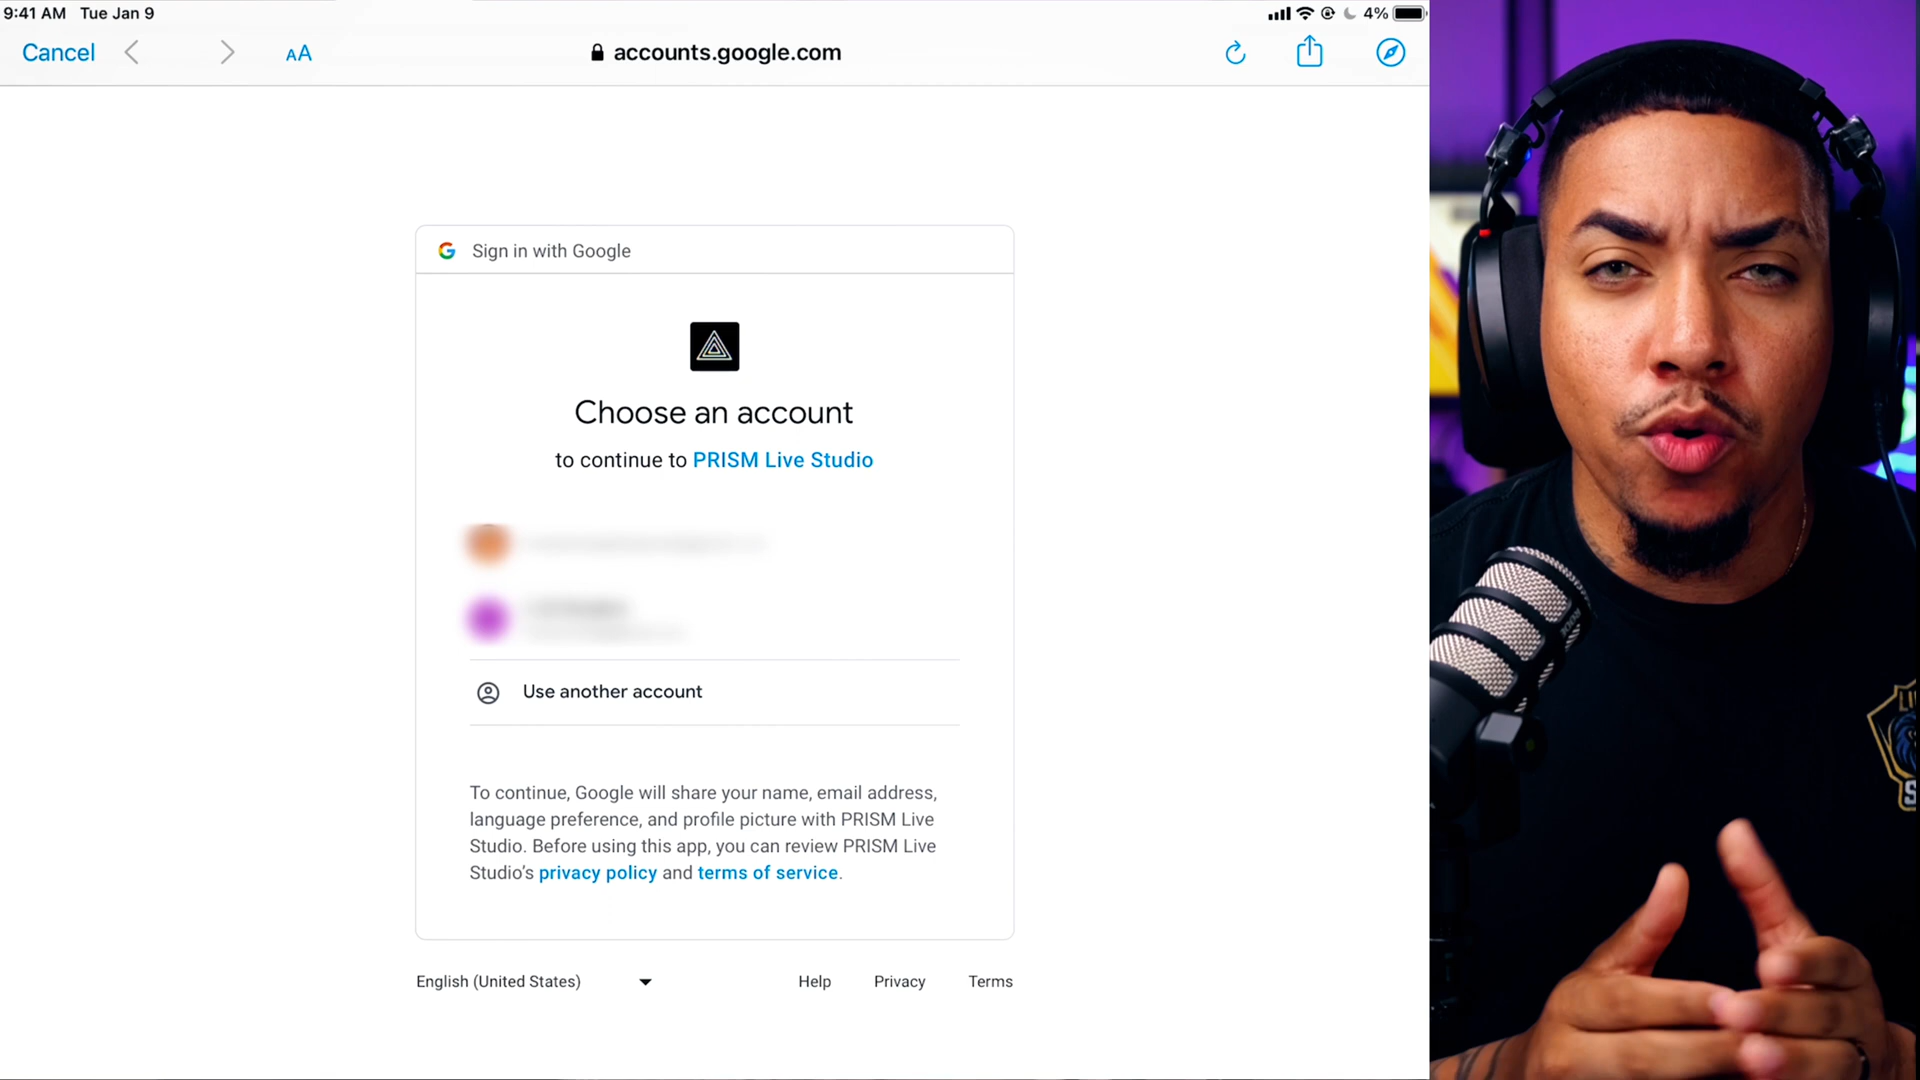 9:41 AM Tue Jan 9
4%
Cancel
AA
accounts.google.com
Sign in with Google
Choose an account
to continue to PRISM Live Studio
Use another account
To continue, Google will share your name, email address,
language preference, and profile picture with PRISM Live
Studio. Before using this app, you can review PRISM Live
Studio's privacy policy and terms of service.
English (United States)
Help
Privacy
Terms
RODE